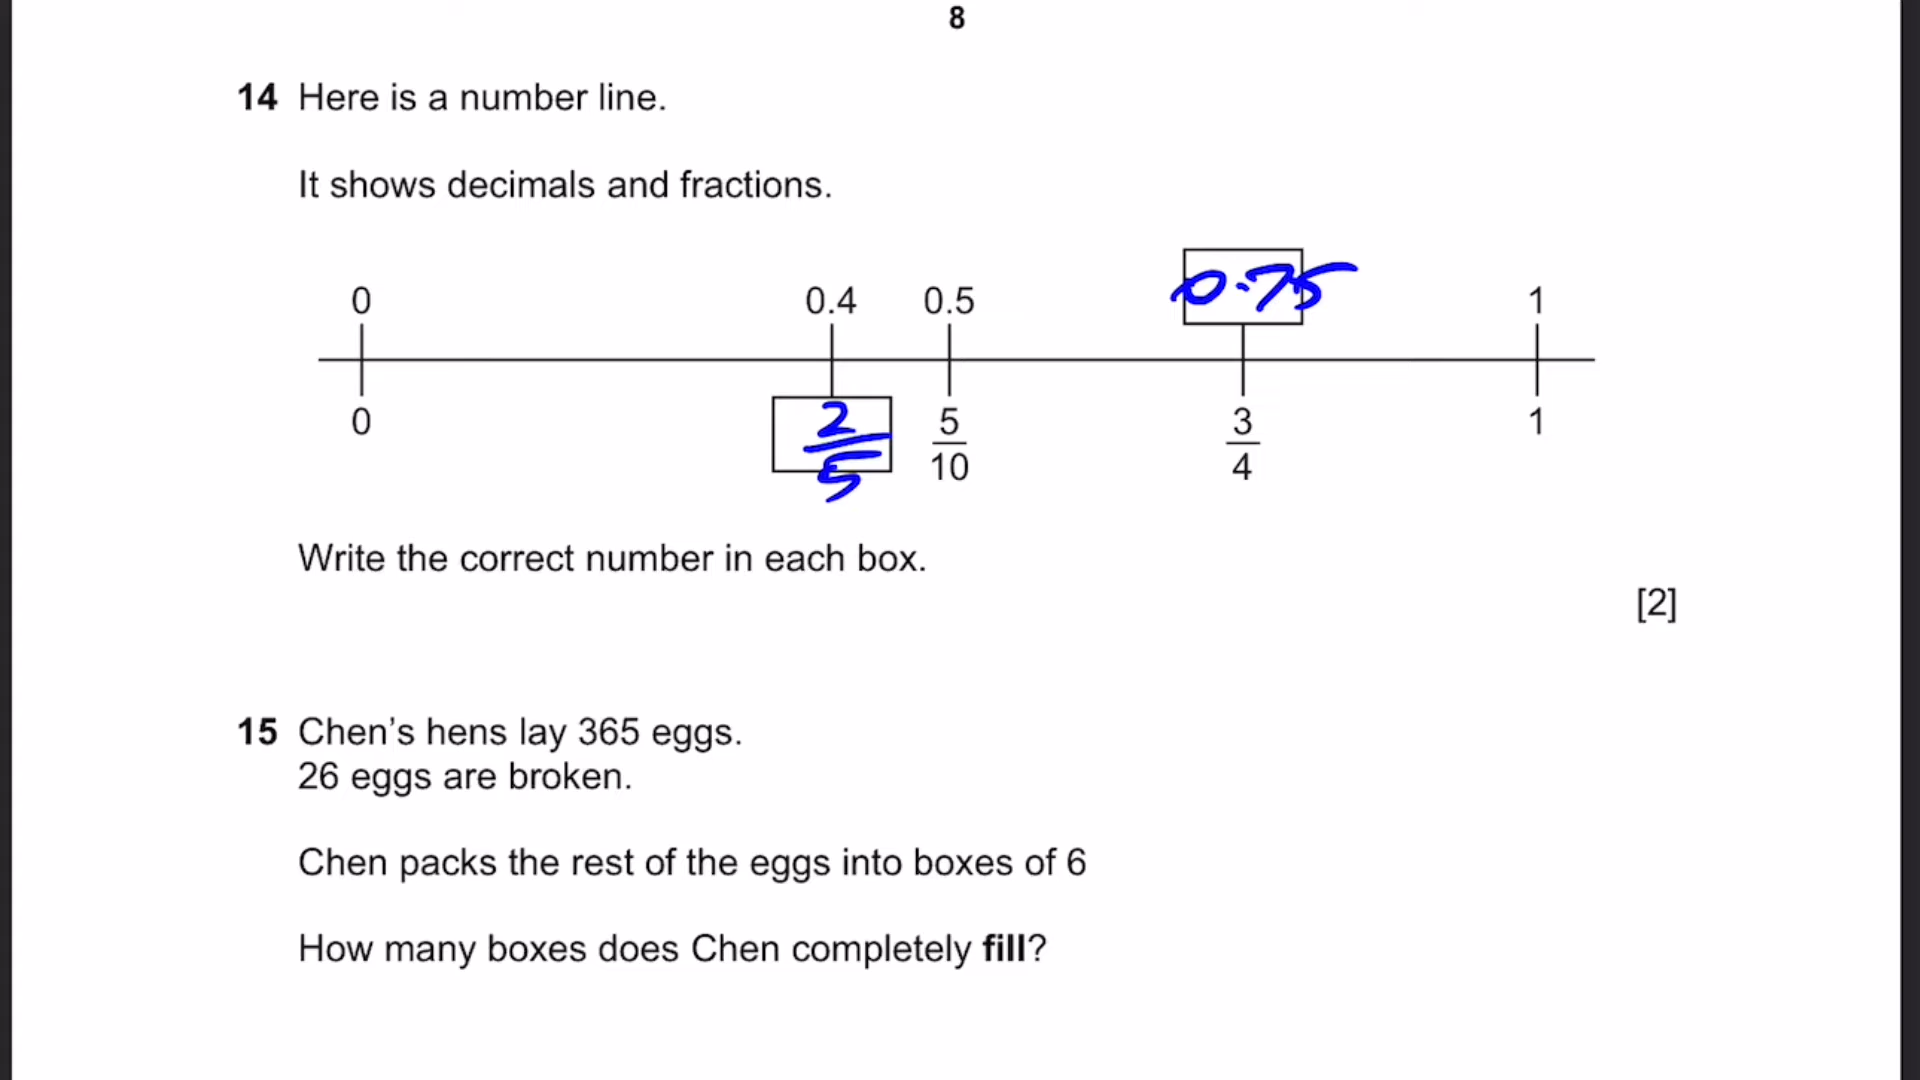 8
14 Here is a number line.
It shows decimals and fractions.
0 0.4 0.5 0.75 1
0 2/5 5/10 3/4 1
Write the correct number in each box.
[2]
15 Chen’s hens lay 365 eggs.
26 eggs are broken.
Chen packs the rest of the eggs into boxes of 6
How many boxes does Chen completely fill?